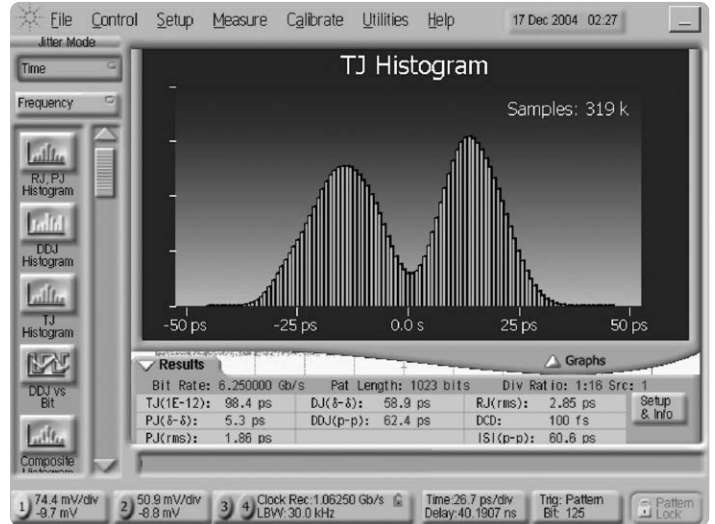 File Control Setup Measure Calibrate Utilities Help 17 Dec 2004 02:27
Jitter Mode
Time
Frequency
RJ, PJ
Histogram
DDJ
Histogram
TJ
Histogram
DDJ vs
Bit
Composite
Histogram
TJ Histogram
Samples: 319 k
-50 ps -25 ps 0.0 s 25 ps 50 ps
Results Graphs
Bit Rate: 6.250000 Gb/s Pat Length: 1023 bits Div Ratio: 1:16 Src: 1
TJ(1E-12): 98.4 ps DJ(δ-δ): 58.9 ps RJ(rms): 2.85 ps
PJ(δ-δ): 5.3 ps DDJ(p-p): 62.4 ps DCD: 100 fs
PJ(rms): 1.86 ps ISI(p-p): 60.6 ps
Setup
& Info
1) 74.4 mV/div
-9.7 mV
2) 50.9 mV/div
-8.8 mV
3) 4) Clock Rec:1.06250 Gb/s
LBW: 30.0 kHz
Time:26.7 ps/div
Delay:40.1907 ns
Trig: Pattern
Bit: 125
Pattern
Lock